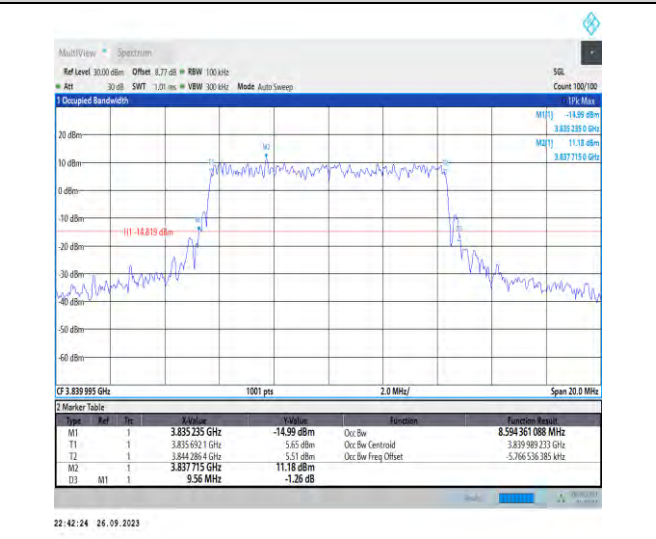 MultiView Spectrum
Ref Level 30.00 dBm Offset 8.77 dB RBW 100 kHz SGL
Att 30 dB SWT 1.01 ms VBW 300 kHz Mode Auto Sweep Count 100/100
1 Occupied Bandwidth 1Pk Max
M1[1] -14.99 dBm
3.835 235 0 GHz
20 dBm
M2[1] 11.18 dBm
3.837 715 0 GHz
M2
10 dBm
0 dBm
-10 dBm
H1 -14.819 dBm
-20 dBm
-30 dBm
-40 dBm
-50 dBm
-60 dBm
CF 3.839 995 GHz 1001 pts 2.0 MHz/ Span 20.0 MHz
2 Marker Table
Type Ref Trc X-Value Y-Value Function Function Result
M1 1 3.835 235 GHz -14.99 dBm Occ Bw 8.594 361 088 MHz
T1 1 3.835 692 1 GHz 5.65 dBm Occ Bw Centroid 3.839 989 233 GHz
T2 1 3.844 286 4 GHz 5.51 dBm Occ Bw Freq Offset -5.766 536 385 kHz
M2 1 3.837 715 GHz 11.18 dBm
D3 M1 1 9.56 MHz -1.26 dB
22:42:24 26.09.2023